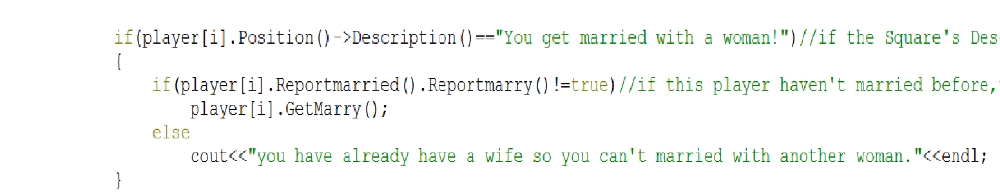 if(player[i].Position()->Description()=="You get married with a woman!")//if the Square's Des
{
if(player[i].Reportmarried().Reportmarry()!=true)//if this player haven't married before,
player[i].GetMarry();
else
cout<<"you have already have a wife so you can't married with another woman."<<endl;
}